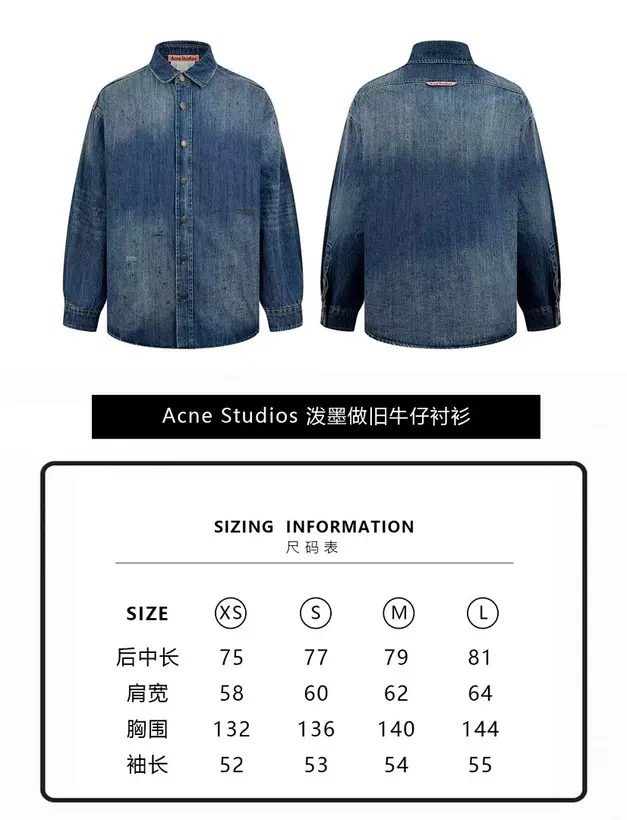 Acne Studios
Acne Studios 泼墨做旧牛仔衬衫
SIZING INFORMATION
尺码表
SIZE XS S M L
后中长 75 77 79 81
肩宽 58 60 62 64
胸围 132 136 140 144
袖长 52 53 54 55